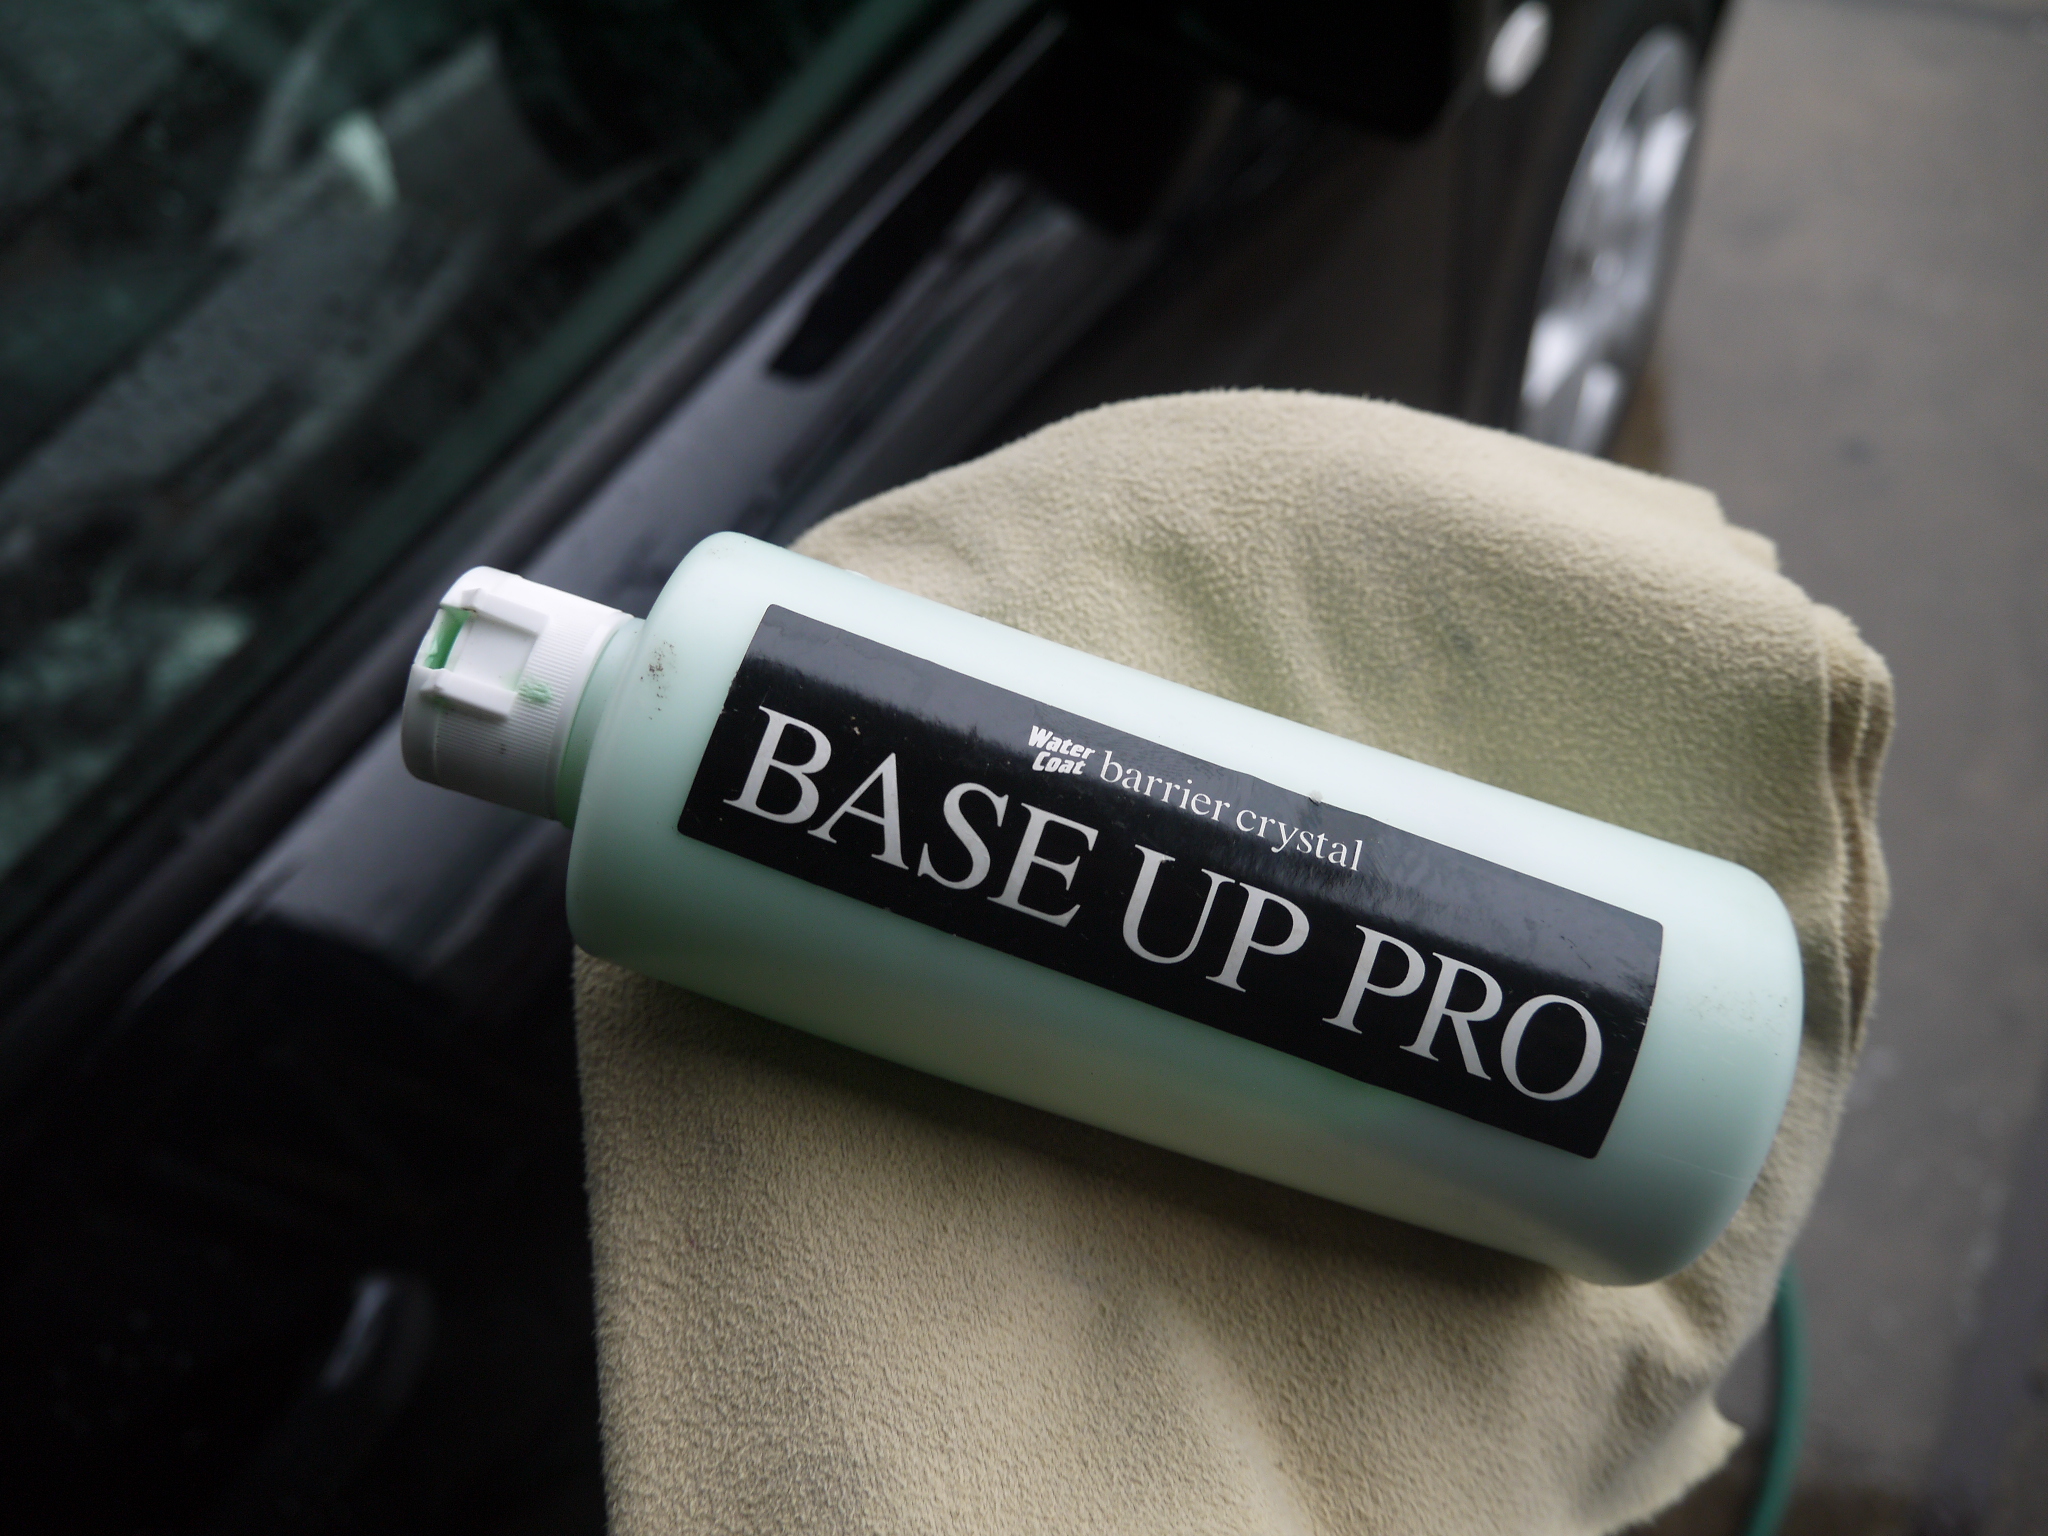 Water
Coat
barrier crystal
BASE UP PRO